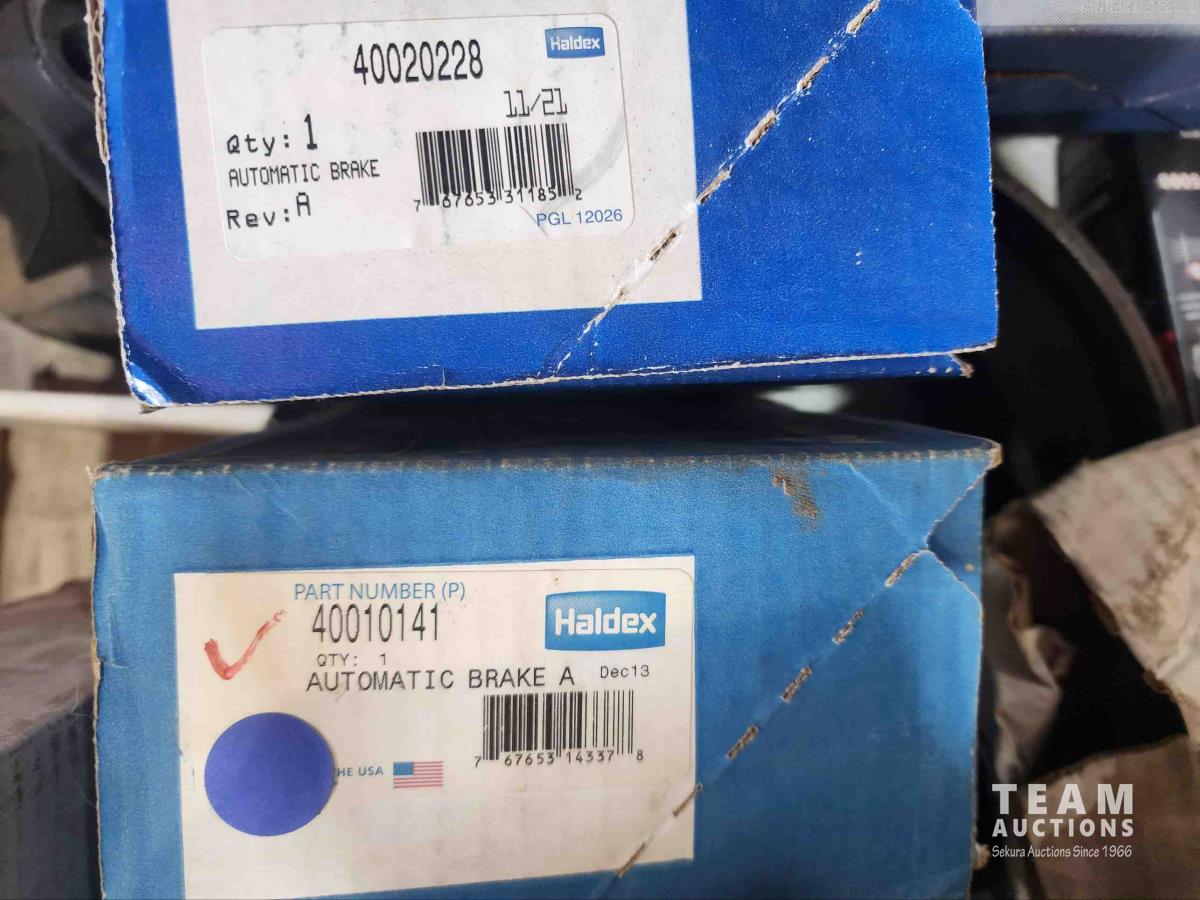 40020228
Haldex
11/21
Qty: 1
AUTOMATIC BRAKE
Rev: A
7 67653 31185 2
PGL 12026
PART NUMBER (P)
40010141
Haldex
QTY: 1
AUTOMATIC BRAKE A Dec13
7 67653 14337 8
HE USA
TEAM
AUCTIONS
Sekura Auctions Since 1966